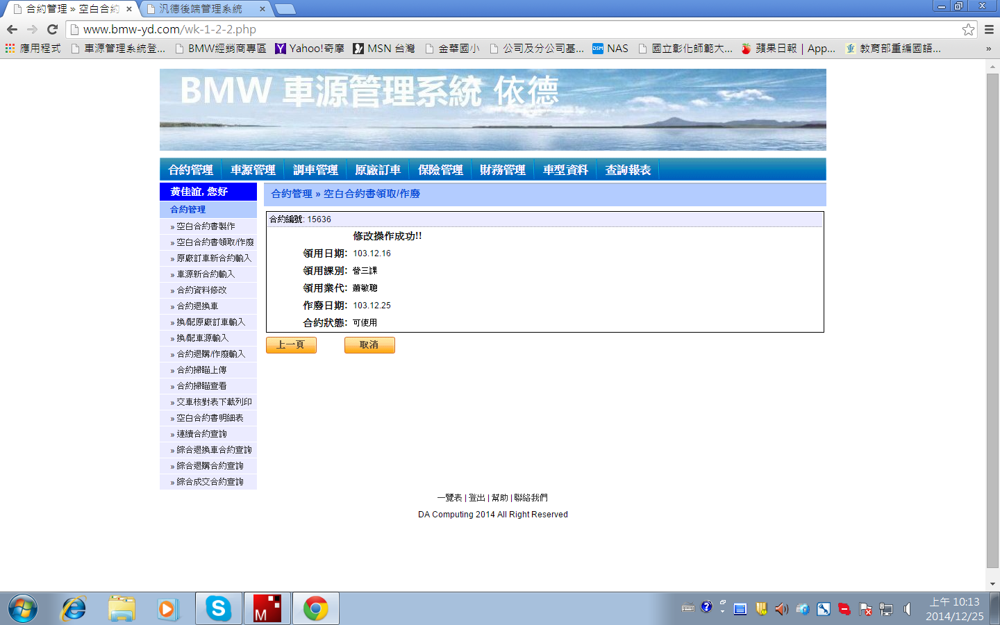 合約管理 » 空白合約
汎德後端管理系統
www.bmw-yd.com/wk-1-2-2.php
應用程式 車源管理系統登... BMW經銷商專區 Yahoo!奇摩 MSN 台灣 金華國小 公司及分公司基... NAS 國立彰化師範大... 蘋果日報 | App... 教育部重編國語... »
BMW 車源管理系統 依德
合約管理 車源管理 調車管理 原廠訂車 保險管理 財務管理 車型資料 查詢報表
黃佳誼, 您好
合約管理
» 空白合約書製作
» 空白合約書領取/作廢
» 原廠訂車新合約輸入
» 車源新合約輸入
» 合約資料修改
» 合約退換車
» 換/配原廠訂車輸入
» 換/配車源輸入
» 合約退購/作廢輸入
» 合約掃瞄上傳
» 合約掃瞄查看
» 交車核對表下載列印
» 空白合約書明細表
» 連續合約查詢
» 綜合退換車合約查詢
» 綜合退購合約查詢
» 綜合成交合約查詢
合約管理 » 空白合約書領取/作廢
合約編號: 15636
修改操作成功!!
領用日期: 103.12.16
領用課別: 營三課
領用業代: 蕭敏聰
作廢日期: 103.12.25
合約狀態: 可使用
上一頁 取消
一覽表 | 登出 | 幫助 | 聯絡我們
DA Computing 2014 All Right Reserved
上午 10:13
2014/12/25